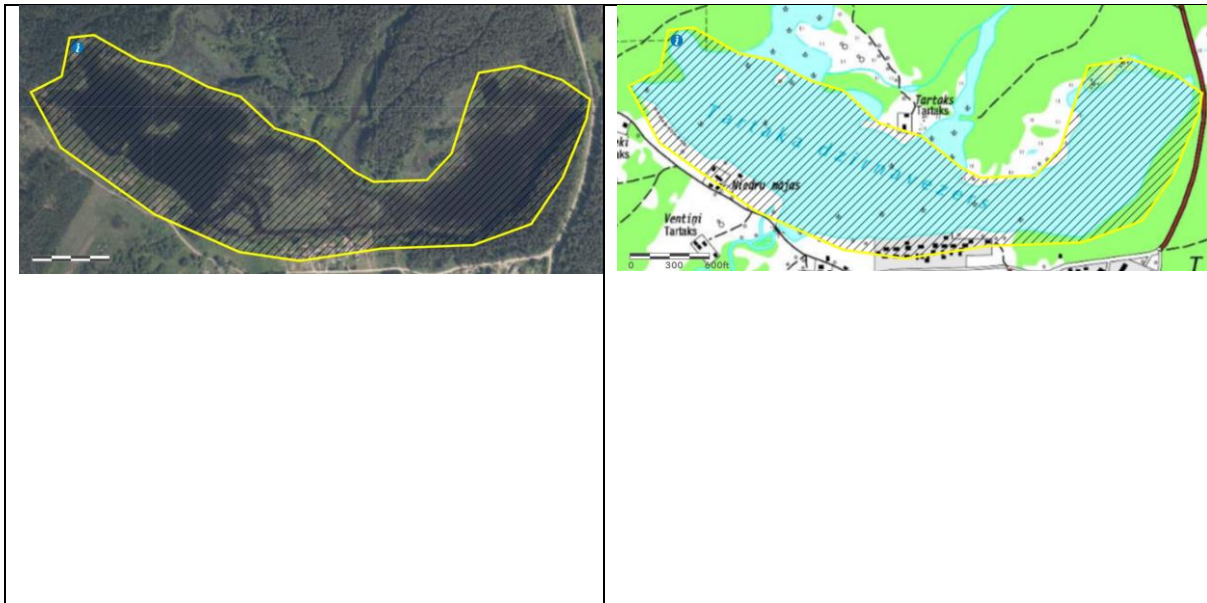 i
i
Tartaks
Tartaks
Tartaka dzirnavezers
Niedru mājas
Ventiņi
Tartaks
0 300 600ft
T